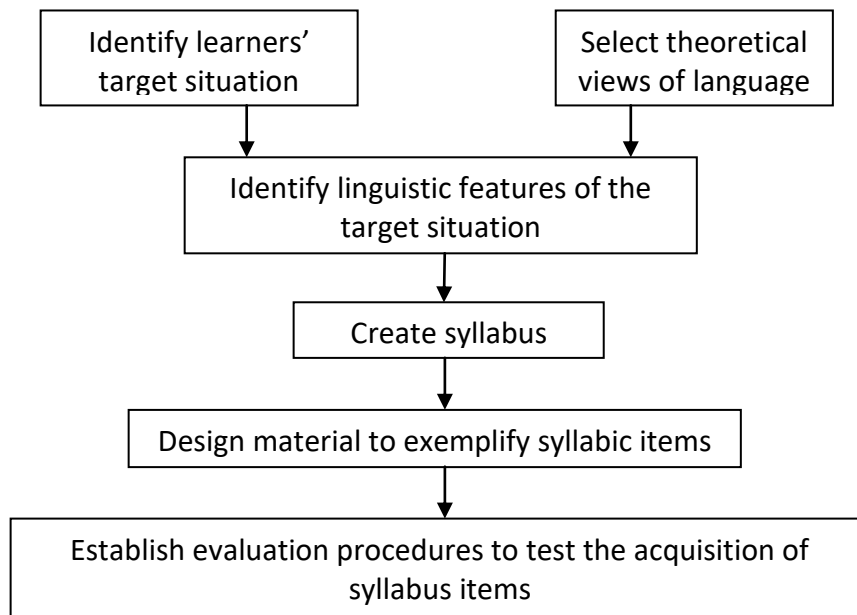 Identify learners’
target situation
Select theoretical
views of language
Identify linguistic features of the
target situation
Create syllabus
Design material to exemplify syllabic items
Establish evaluation procedures to test the acquisition of
syllabus items